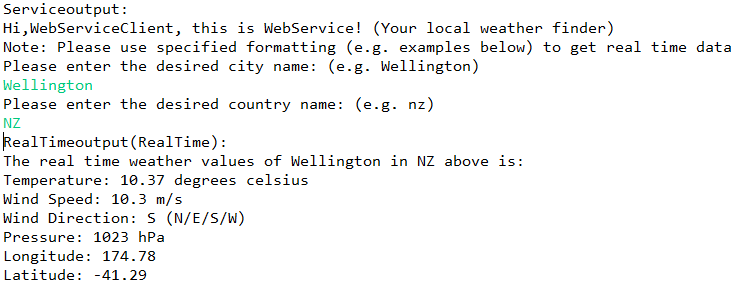 Serviceoutput:
Hi,WebServiceClient, this is WebService! (Your local weather finder)
Note: Please use specified formatting (e.g. examples below) to get real time data
Please enter the desired city name: (e.g. Wellington)
Wellington
Please enter the desired country name: (e.g. nz)
NZ
RealTimeoutput(RealTime):
The real time weather values of Wellington in NZ above is:
Temperature: 10.37 degrees celsius
Wind Speed: 10.3 m/s
Wind Direction: S (N/E/S/W)
Pressure: 1023 hPa
Longitude: 174.78
Latitude: -41.29